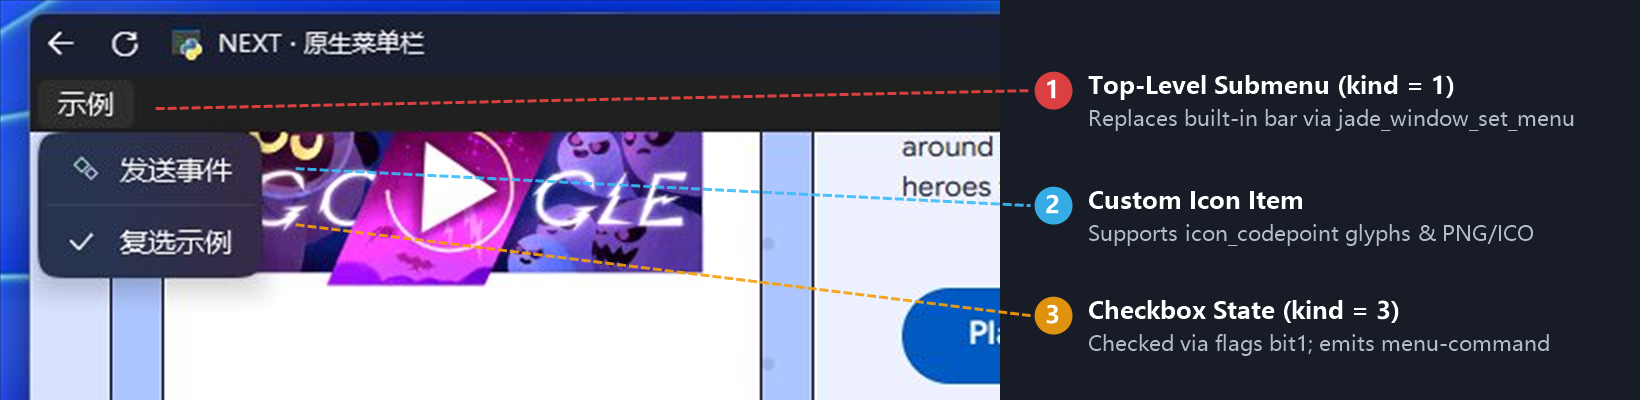 NEXT · 原生菜单栏
示例
发送事件
复选示例
around
heroes
1
Top-Level Submenu (kind = 1)
Replaces built-in bar via jade_window_set_menu
2
Custom Icon Item
Supports icon_codepoint glyphs & PNG/ICO
3
Checkbox State (kind = 3)
Checked via flags bit1; emits menu-command